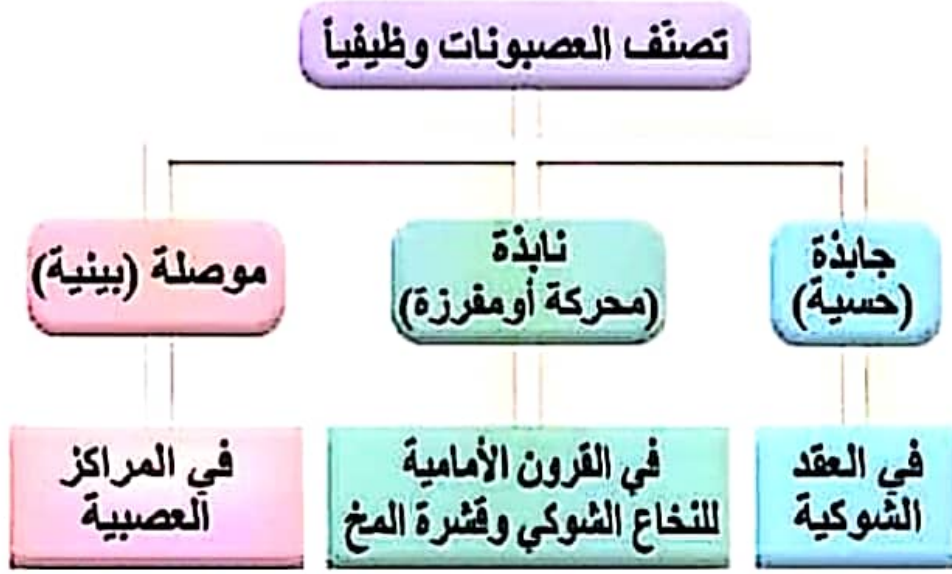 تصنّف العصبونات وظيفياً
جابذة
(حسية)
نابذة
(محركة أومفرزة)
موصلة (بينية)
في العقد
الشوكية
في القرون الأمامية
للنخاع الشوكي وقشرة المخ
في المراكز
العصبية